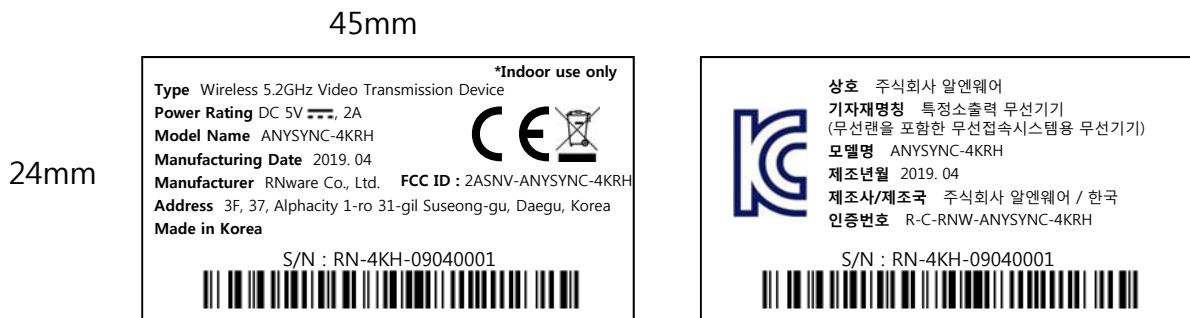 45mm
24mm
*Indoor use only
Type Wireless 5.2GHz Video Transmission Device
Power Rating DC 5V ⎓, 2A
Model Name ANYSYNC-4KRH
Manufacturing Date 2019. 04
Manufacturer RNware Co., Ltd. FCC ID : 2ASNV-ANYSYNC-4KRH
Address 3F, 37, Alphacity 1-ro 31-gil Suseong-gu, Daegu, Korea
Made in Korea
CE
S/N : RN-4KH-09040001
KC
상호 주식회사 알엔웨어
기자재명칭 특정소출력 무선기기
(무선랜을 포함한 무선접속시스템용 무선기기)
모델명 ANYSYNC-4KRH
제조년월 2019. 04
제조사/제조국 주식회사 알엔웨어 / 한국
인증번호 R-C-RNW-ANYSYNC-4KRH
S/N : RN-4KH-09040001